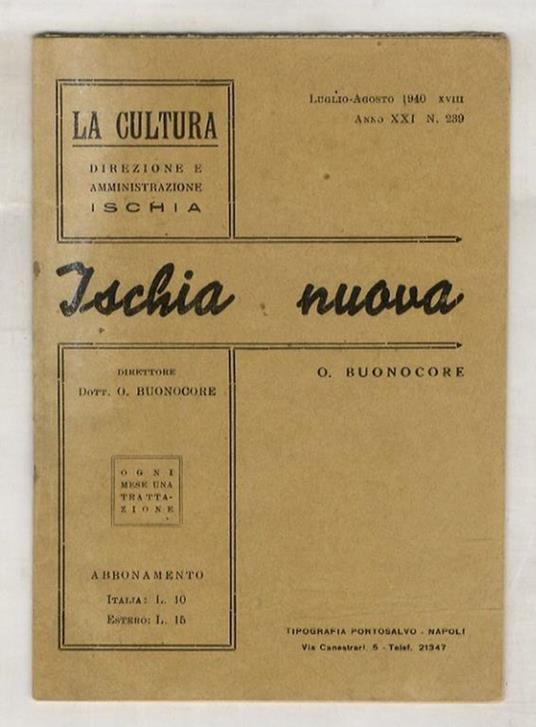 LA CULTURA
DIREZIONE E
AMMINISTRAZIONE
ISCHIA
LUGLIO-AGOSTO 1940 XVIII
ANNO XXI N. 239
Ischia nuova
DIRETTORE
DOTT. O. BUONOCORE
OGNI
MESE UNA
TRATTA-
ZIONE
ABBONAMENTO
ITALIA: L. 10
ESTERO: L. 15
O. BUONOCORE
TIPOGRAFIA PORTOSALVO - NAPOLI
Via Canestrari, 5 - Telef. 21347